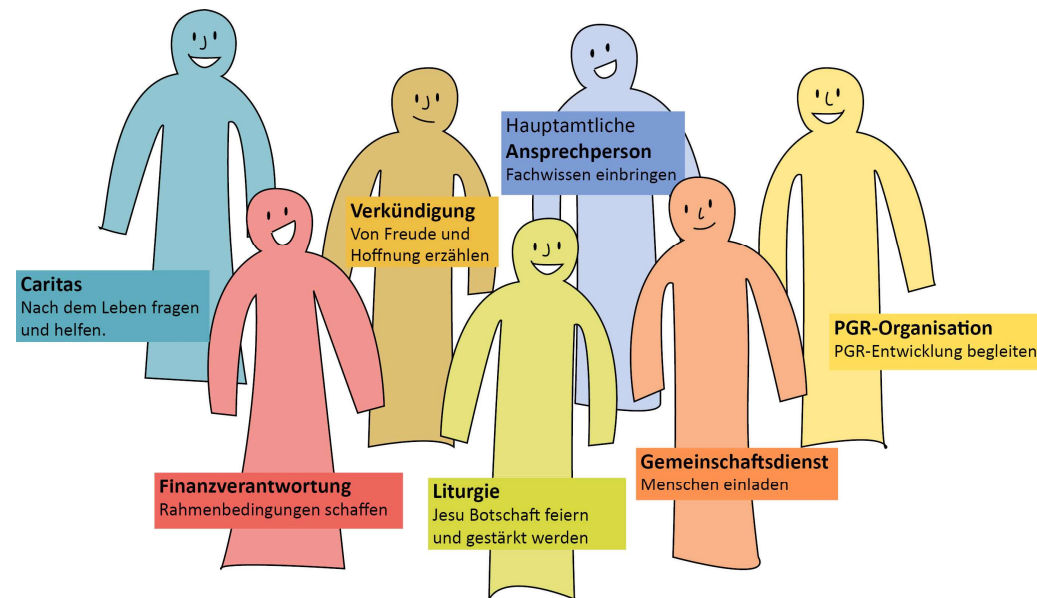 Hauptamtliche
Ansprechperson
Fachwissen einbringen
Verkündigung
Von Freude und
Hoffnung erzählen
Caritas
Nach dem Leben fragen
und helfen.
PGR-Organisation
PGR-Entwicklung begleiten
Finanzverantwortung
Rahmenbedingungen schaffen
Liturgie
Jesu Botschaft feiern
und gestärkt werden
Gemeinschaftsdienst
Menschen einladen